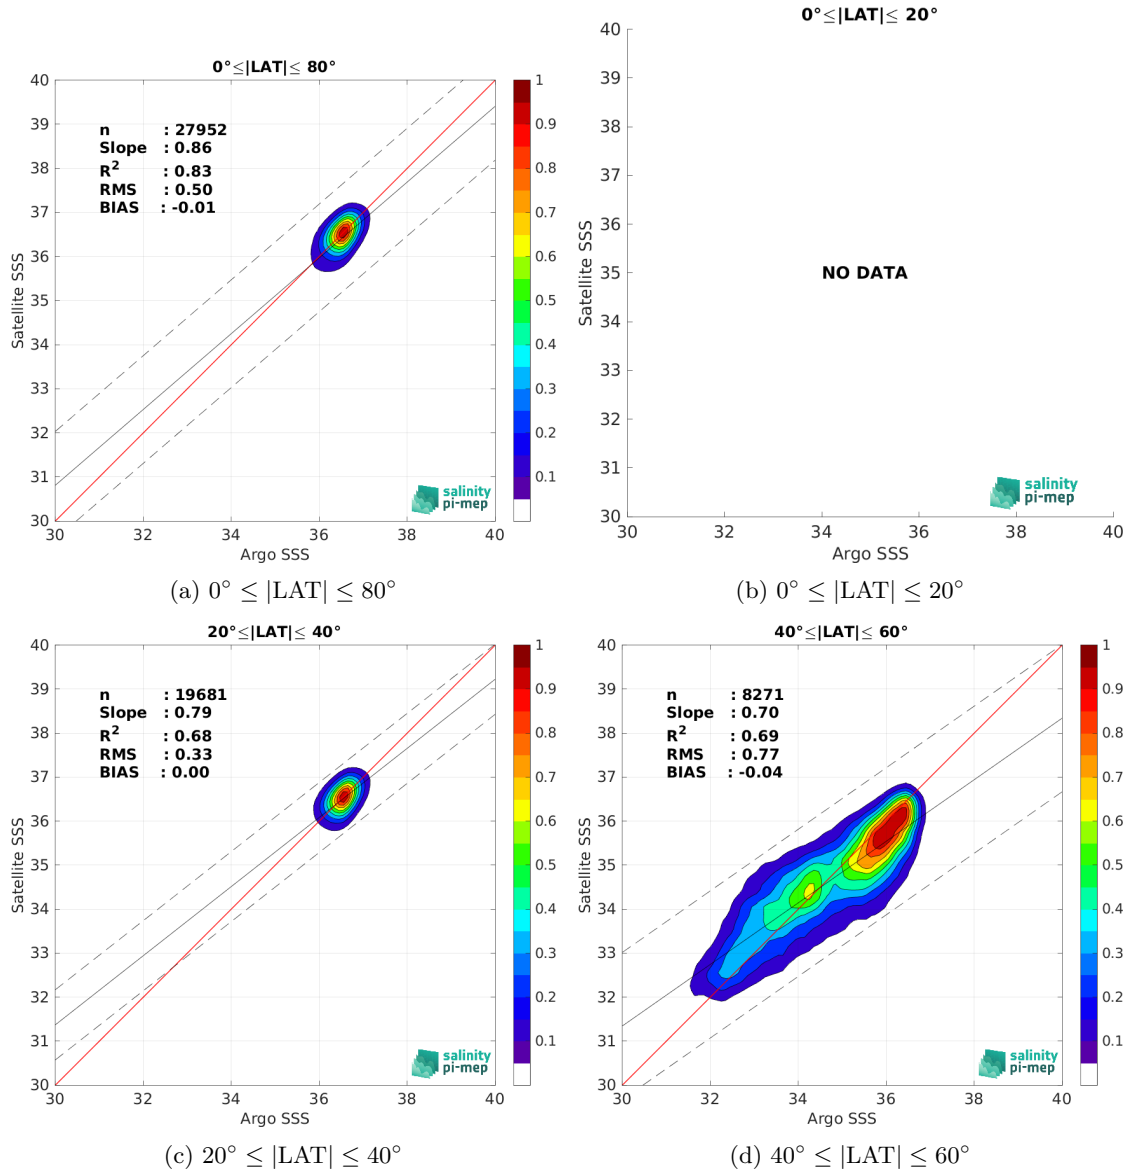 0°≤|LAT|≤ 80°
40
39
38
37
36
35
34
33
32
31
30
Satellite SSS
n : 27952
Slope : 0.86
R² : 0.83
RMS : 0.50
BIAS : -0.01
salinity
pi-mep
30 32 34 36 38 40
Argo SSS
1
0.9
0.8
0.7
0.6
0.5
0.4
0.3
0.2
0.1
(a) 0° ≤ |LAT| ≤ 80°
0°≤|LAT|≤ 20°
40
39
38
37
36
35
34
33
32
31
30
Satellite SSS
NO DATA
salinity
pi-mep
30 32 34 36 38 40
Argo SSS
(b) 0° ≤ |LAT| ≤ 20°
20°≤|LAT|≤ 40°
40
39
38
37
36
35
34
33
32
31
30
Satellite SSS
n : 19681
Slope : 0.79
R² : 0.68
RMS : 0.33
BIAS : 0.00
salinity
pi-mep
30 32 34 36 38 40
Argo SSS
1
0.9
0.8
0.7
0.6
0.5
0.4
0.3
0.2
0.1
(c) 20° ≤ |LAT| ≤ 40°
40°≤|LAT|≤ 60°
40
39
38
37
36
35
34
33
32
31
30
Satellite SSS
n : 8271
Slope : 0.70
R² : 0.69
RMS : 0.77
BIAS : -0.04
salinity
pi-mep
30 32 34 36 38 40
Argo SSS
1
0.9
0.8
0.7
0.6
0.5
0.4
0.3
0.2
0.1
(d) 40° ≤ |LAT| ≤ 60°